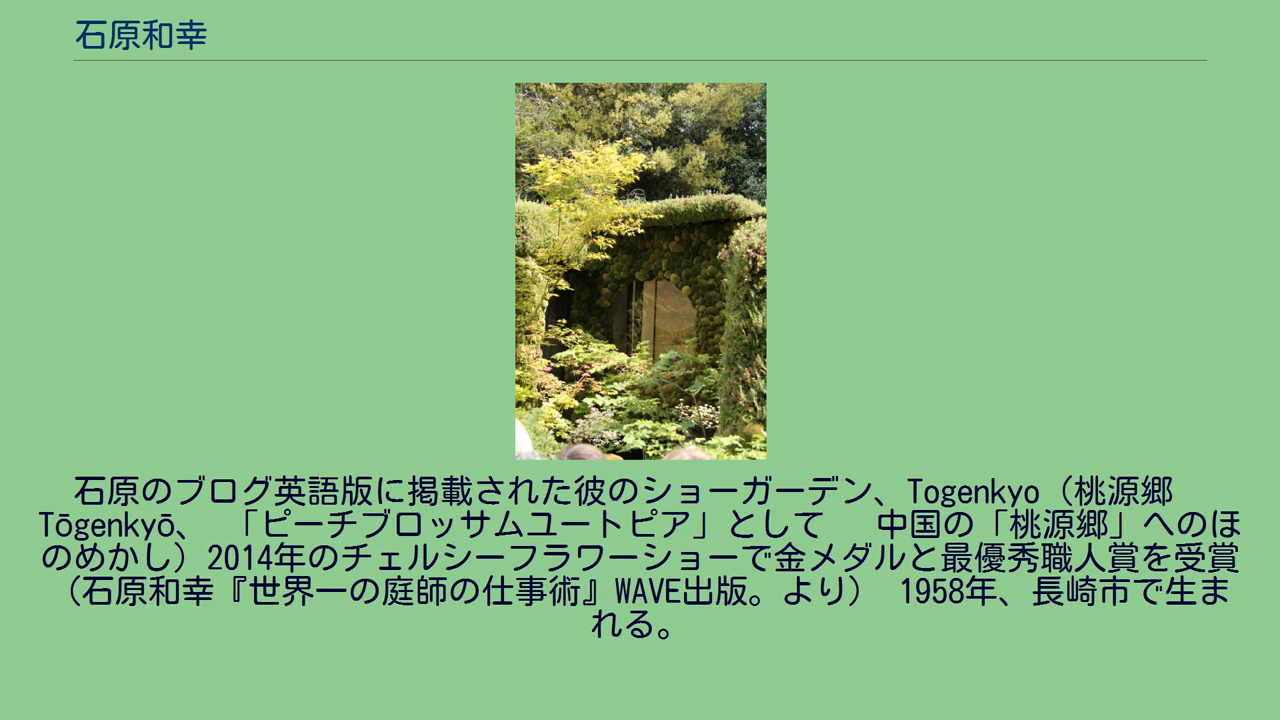 石原和幸
石原のブログ英語版に掲載された彼のショーガーデン、Togenkyo（桃源郷
Tōgenkyō、　「ピーチブロッサムユートピア」として　　中国の「桃源郷」へのほ
のめかし）2014年のチェルシーフラワーショーで金メダルと最優秀職人賞を受賞
（石原和幸『世界一の庭師の仕事術』WAVE出版。より）　1958年、長崎市で生ま
れる。